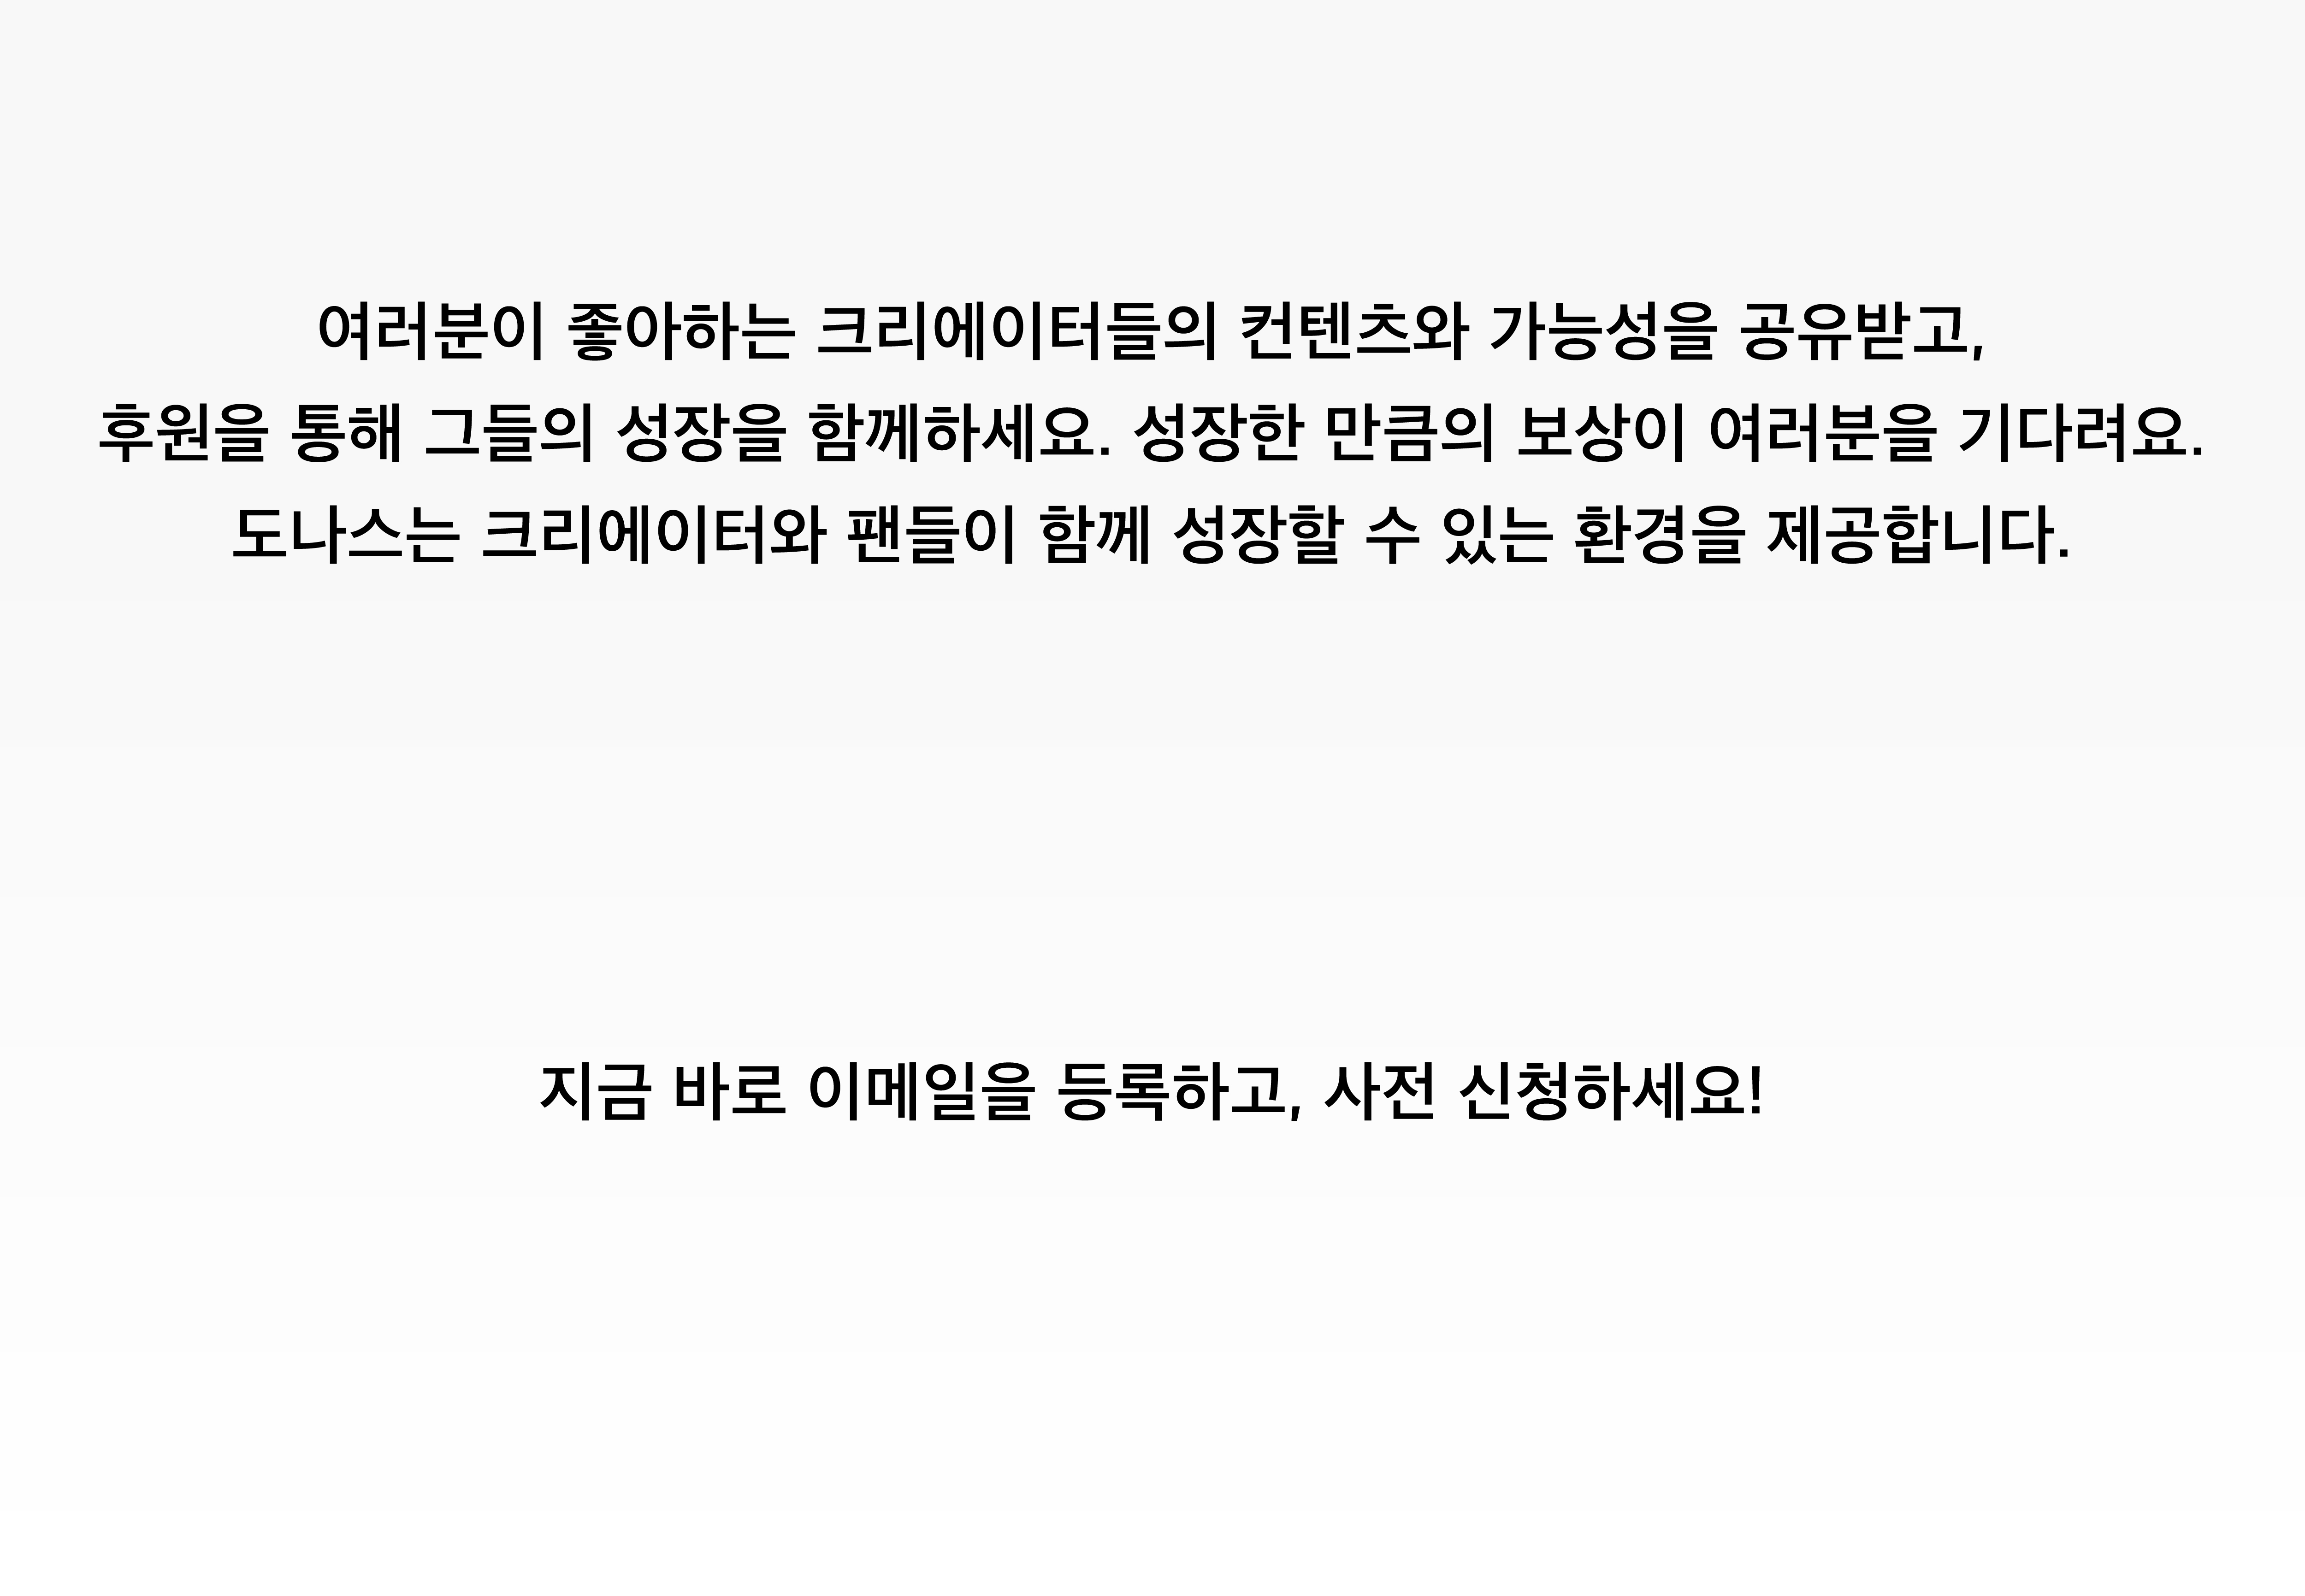 여러분이 좋아하는 크리에이터들의 컨텐츠와 가능성을 공유받고,
후원을 통해 그들의 성장을 함께하세요. 성장한 만큼의 보상이 여러분을 기다려요.
도나스는 크리에이터와 팬들이 함께 성장할 수 있는 환경을 제공합니다.
지금 바로 이메일을 등록하고, 사전 신청하세요!